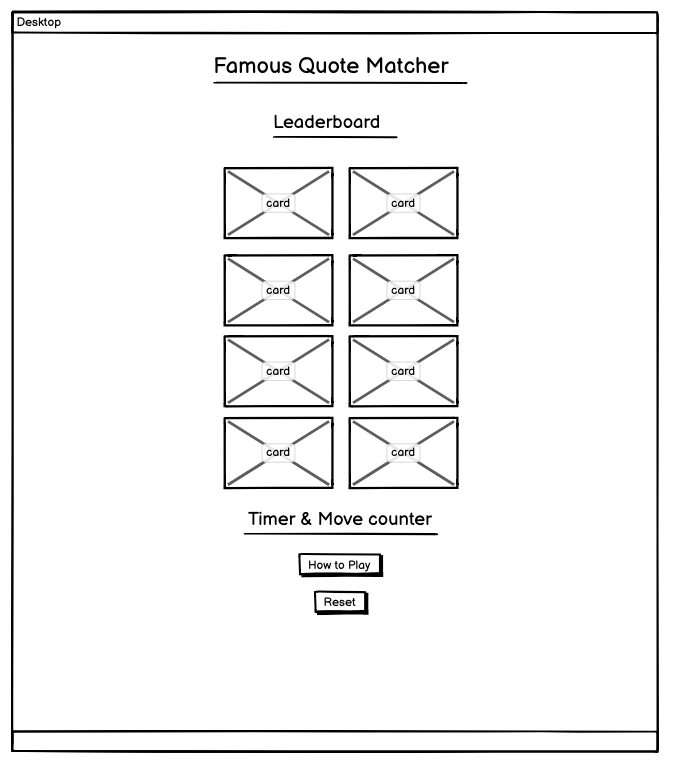 Desktop
Famous Quote Matcher
Leaderboard
card card
card card
card card
card card
Timer & Move counter
How to Play
Reset